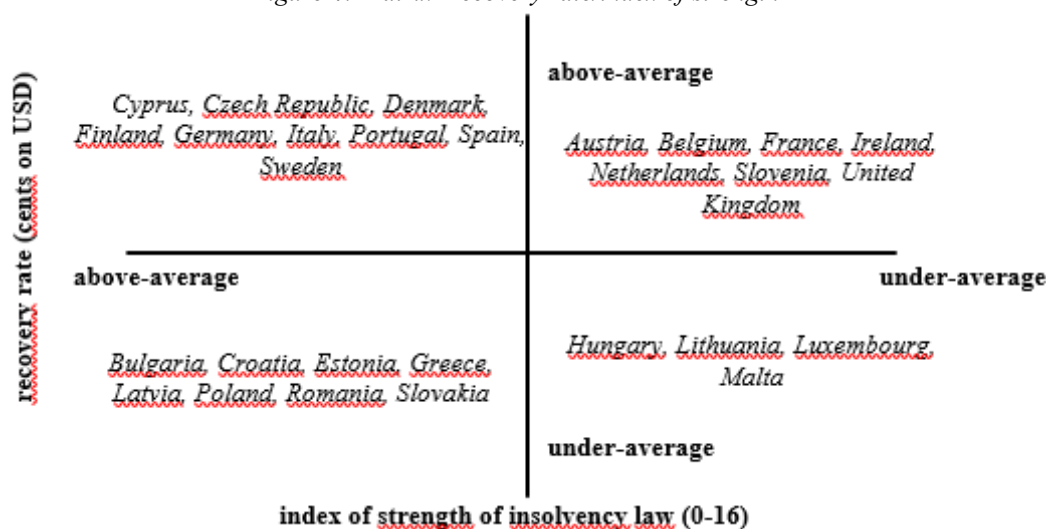 above-average
Cyprus, Czech Republic, Denmark,
Finland, Germany, Italy, Portugal, Spain,
Sweden
Austria, Belgium, France, Ireland,
Netherlands, Slovenia, United
Kingdom
recovery rate (cents on USD)
above-average
under-average
Bulgaria, Croatia, Estonia, Greece,
Latvia, Poland, Romania, Slovakia
Hungary, Lithuania, Luxembourg,
Malta
under-average
index of strength of insolvency law (0-16)